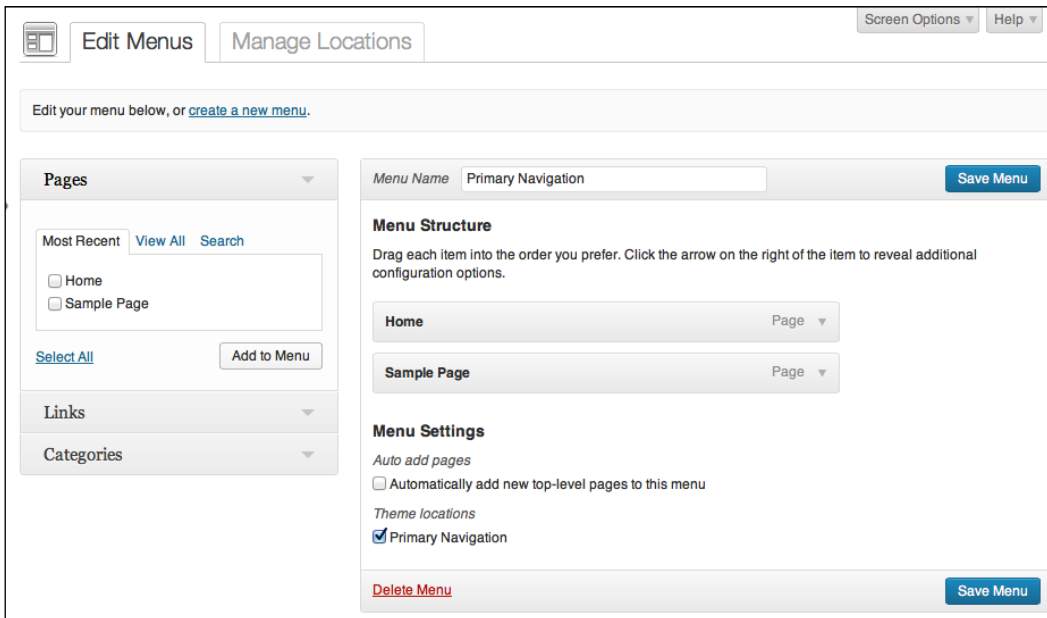 Screen Options Help
Edit Menus Manage Locations
Edit your menu below, or create a new menu.
Pages
Most Recent View All Search
Home
Sample Page
Select All Add to Menu
Links
Categories
Menu Name Primary Navigation Save Menu
Menu Structure
Drag each item into the order you prefer. Click the arrow on the right of the item to reveal additional
configuration options.
Home Page
Sample Page Page
Menu Settings
Auto add pages
Automatically add new top-level pages to this menu
Theme locations
Primary Navigation
Delete Menu Save Menu